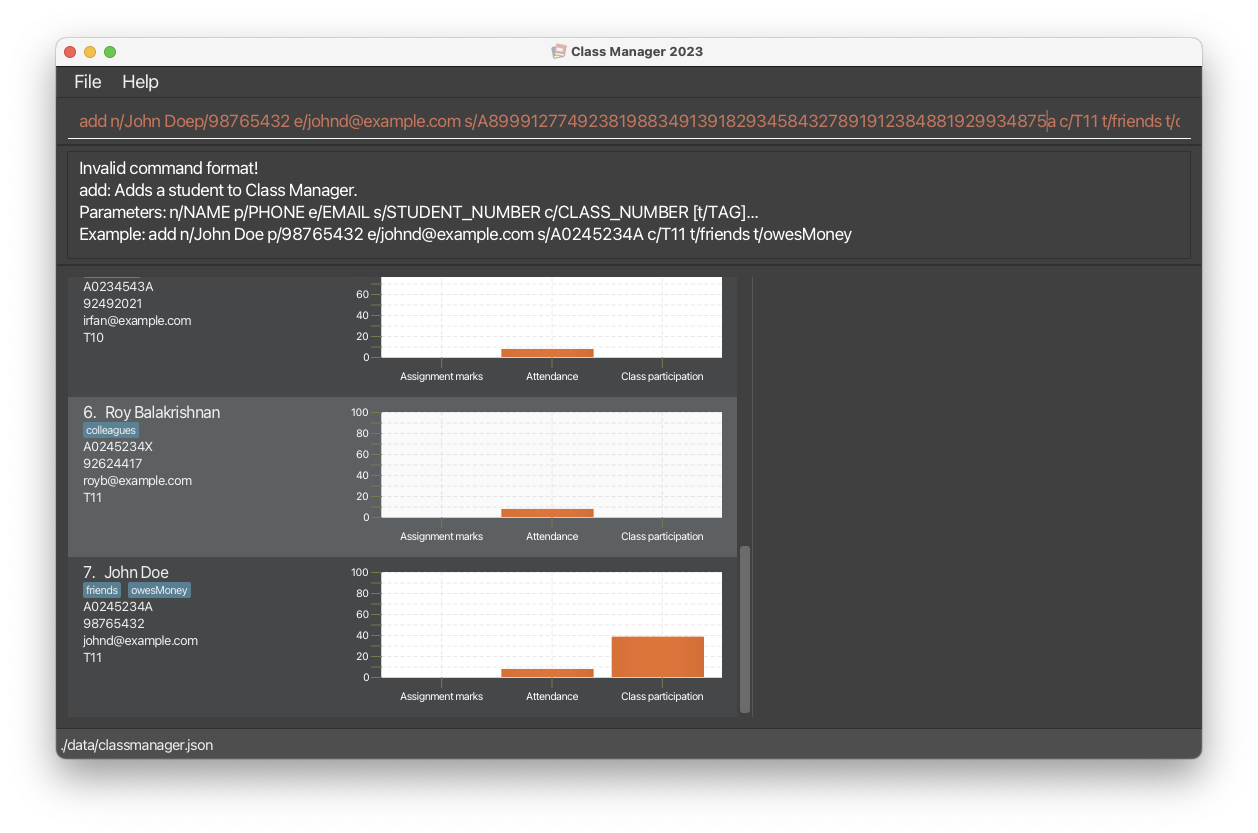 Class Manager 2023
File Help
add n/John Doep/98765432 e/johnd@example.com s/A89991277492381988349139182934584327891912384881929934875a c/T11 t/friends t/
Invalid command format!
add: Adds a student to Class Manager.
Parameters: n/NAME p/PHONE e/EMAIL s/STUDENT_NUMBER c/CLASS_NUMBER [t/TAG]...
Example: add n/John Doe p/98765432 e/johnd@example.com s/A0245234A c/T11 t/friends t/owesMoney
A0234543A
92492021
irfan@example.com
T10
60
40
20
0
Assignment marks Attendance Class participation
6. Roy Balakrishnan
colleagues
A0245234X
92624417
royb@example.com
T11
100
80
60
40
20
0
Assignment marks Attendance Class participation
7. John Doe
friends owesMoney
A0245234A
98765432
johnd@example.com
T11
100
80
60
40
20
0
Assignment marks Attendance Class participation
./data/classmanager.json